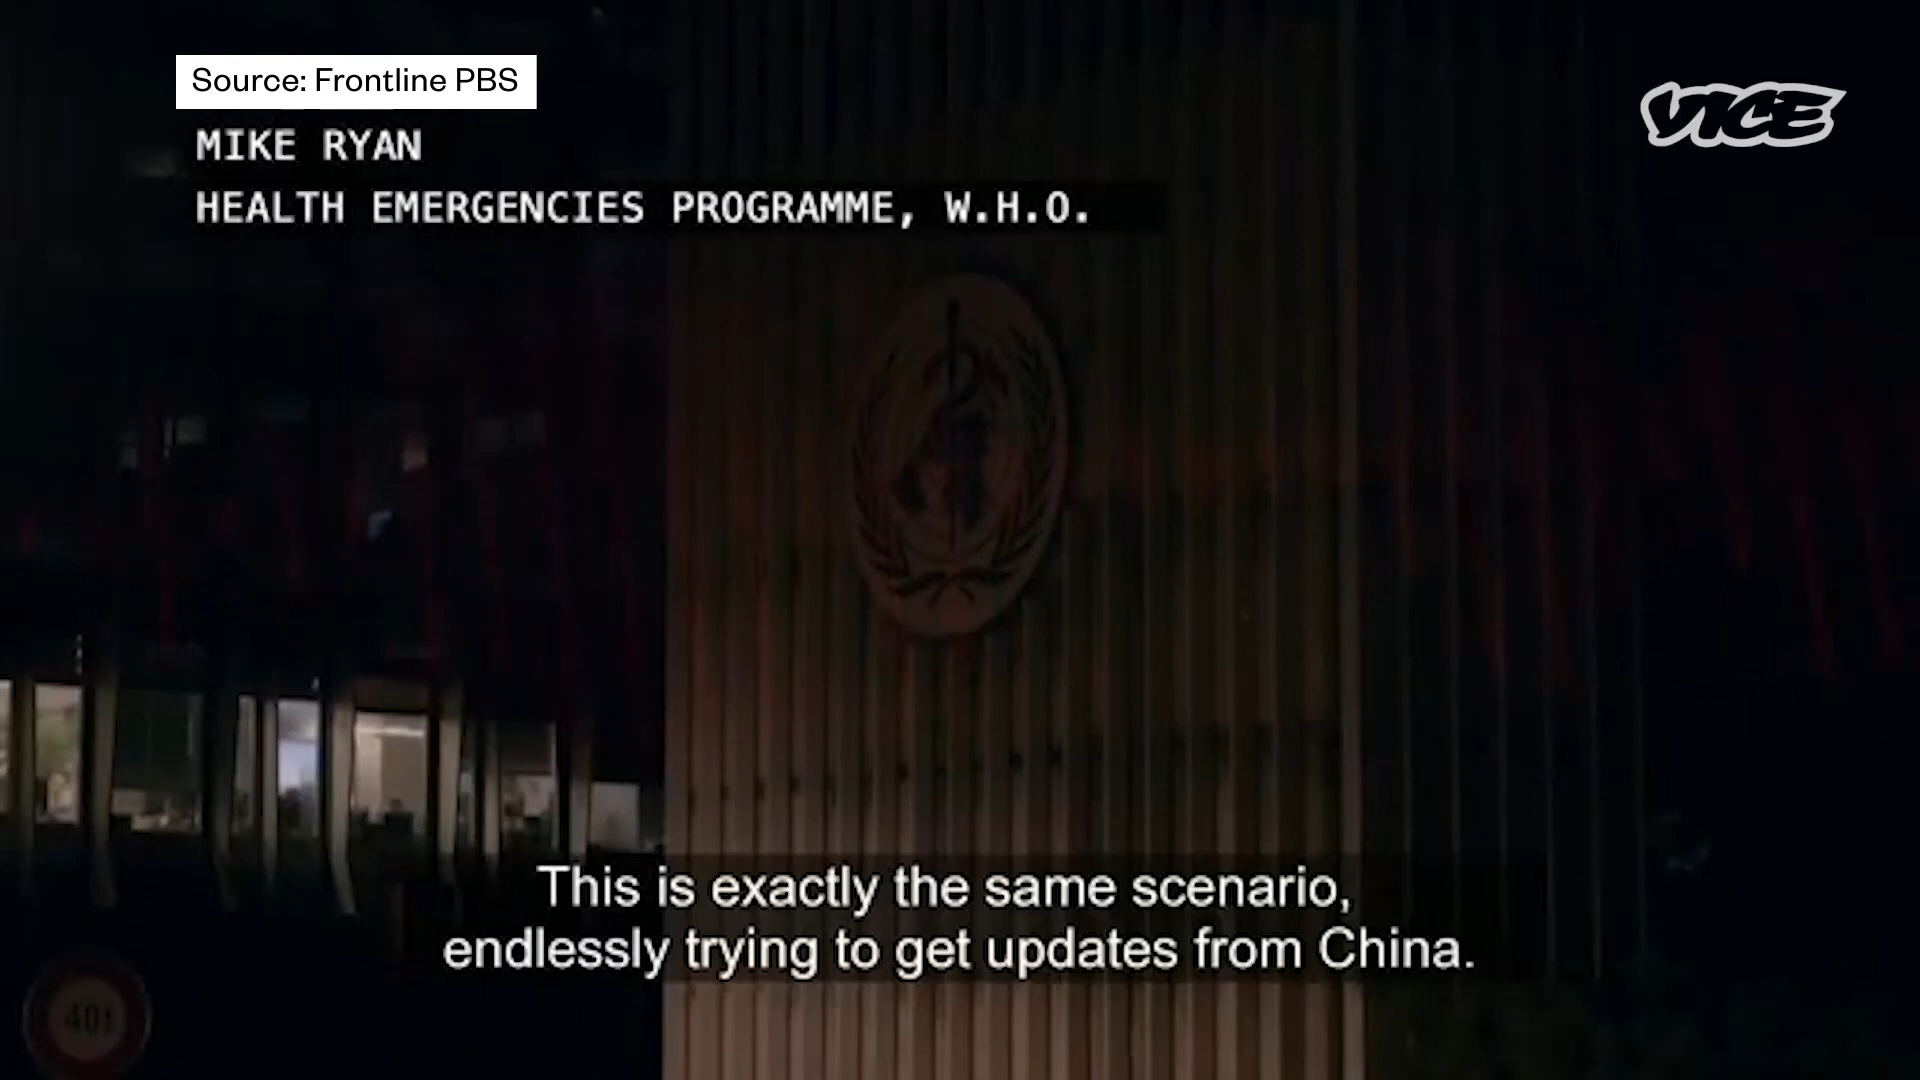 Source: Frontline PBS
VICE
MIKE RYAN
HEALTH EMERGENCIES PROGRAMME, W.H.O.
This is exactly the same scenario,
endlessly trying to get updates from China.
40t